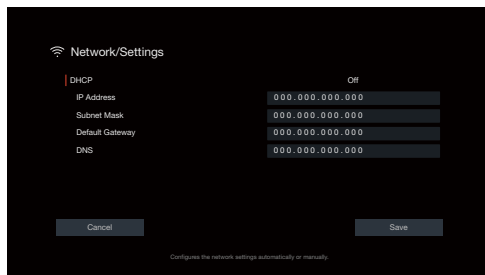 Network/Settings
DHCP Off
IP Address 000.000.000.000
Subnet Mask 000.000.000.000
Default Gateway 000.000.000.000
DNS 000.000.000.000
Cancel Save
Configures the network settings automatically or manually.